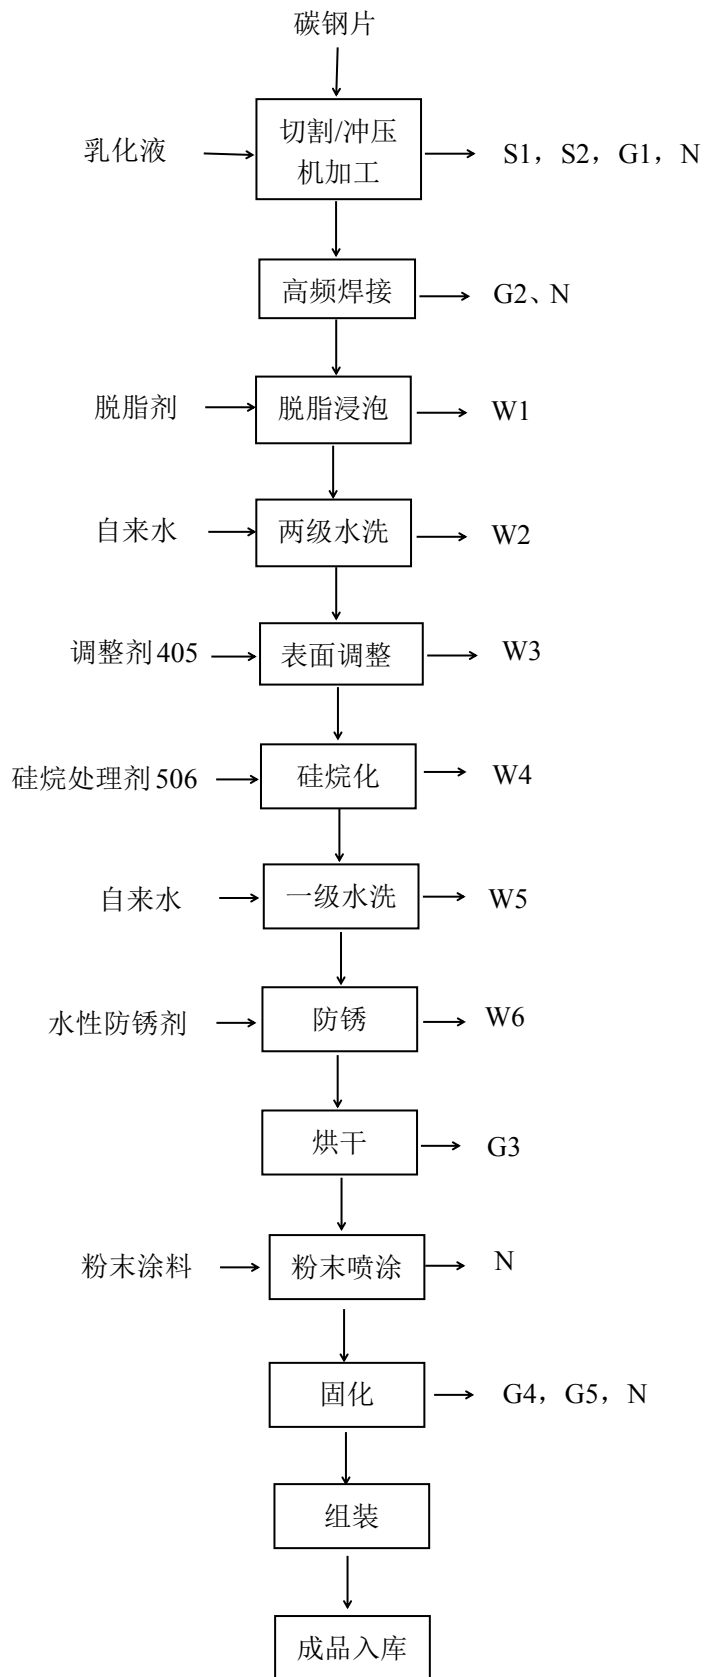 碳钢片
乳化液
切割/冲压
机加工
S1，S2，G1，N
高频焊接
G2、N
脱脂剂
脱脂浸泡
W1
自来水
两级水洗
W2
调整剂405
表面调整
W3
硅烷处理剂506
硅烷化
W4
自来水
一级水洗
W5
水性防锈剂
防锈
W6
烘干
G3
粉末涂料
粉末喷涂
N
固化
G4，G5，N
组装
成品入库